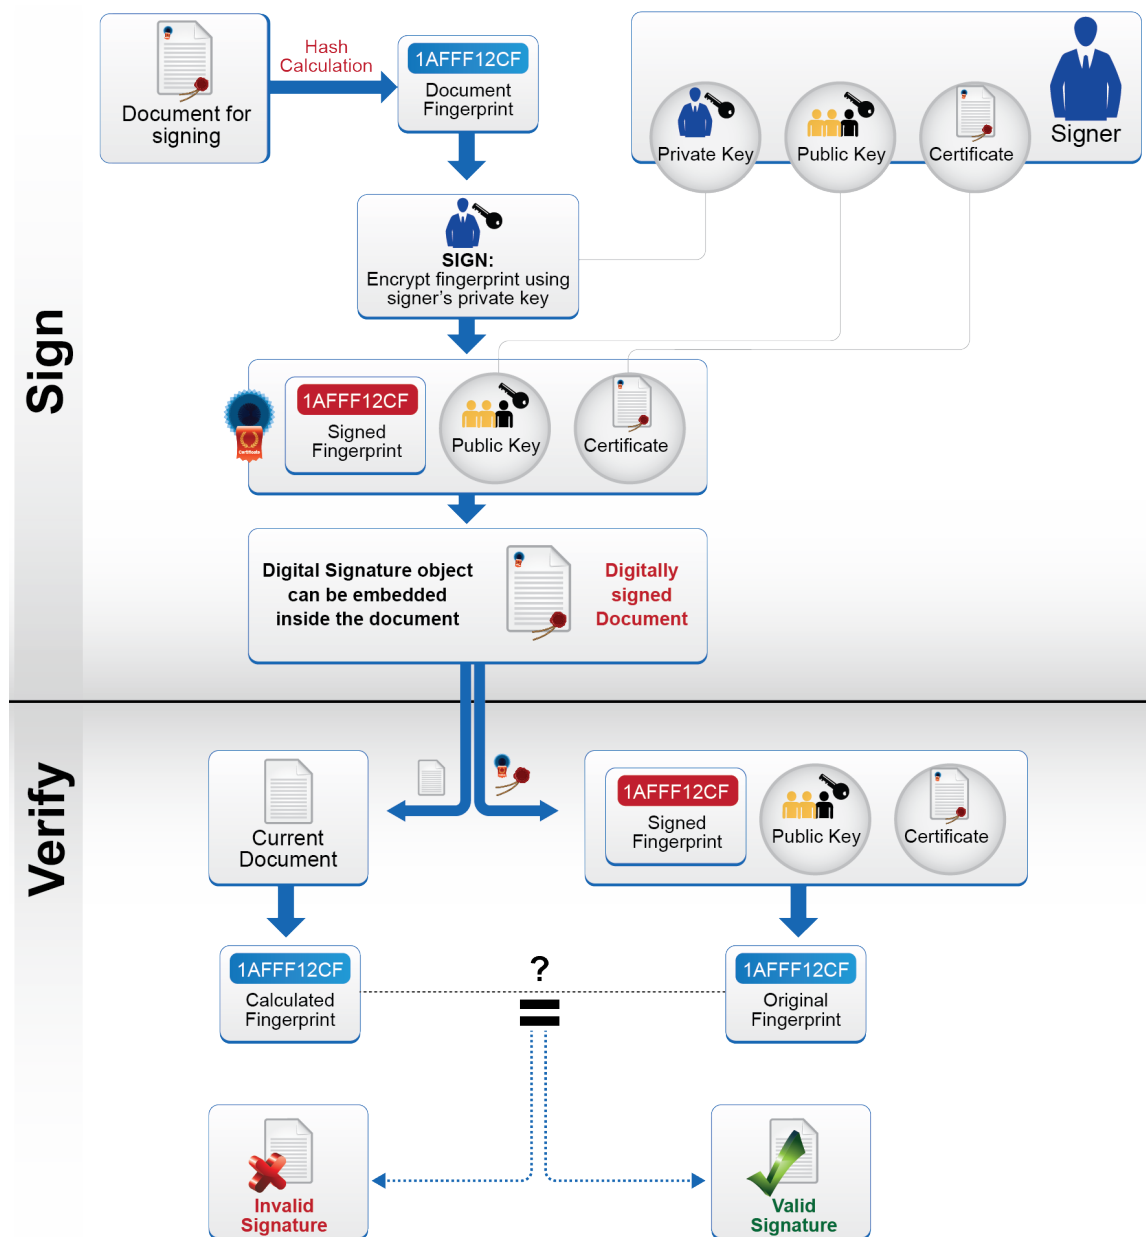 Sign
Document for
signing
Hash
Calculation
1AFFF12CF
Document
Fingerprint
Private Key
Public Key
Certificate
Signer
SIGN:
Encrypt fingerprint using
signer's private key
Certificate
1AFFF12CF
Signed
Fingerprint
Public Key
Certificate
Digital Signature object
can be embedded
inside the document
Digitally
signed
Document
Verify
Current
Document
1AFFF12CF
Signed
Fingerprint
Public Key
Certificate
1AFFF12CF
Calculated
Fingerprint
?
=
1AFFF12CF
Original
Fingerprint
Invalid
Signature
Valid
Signature